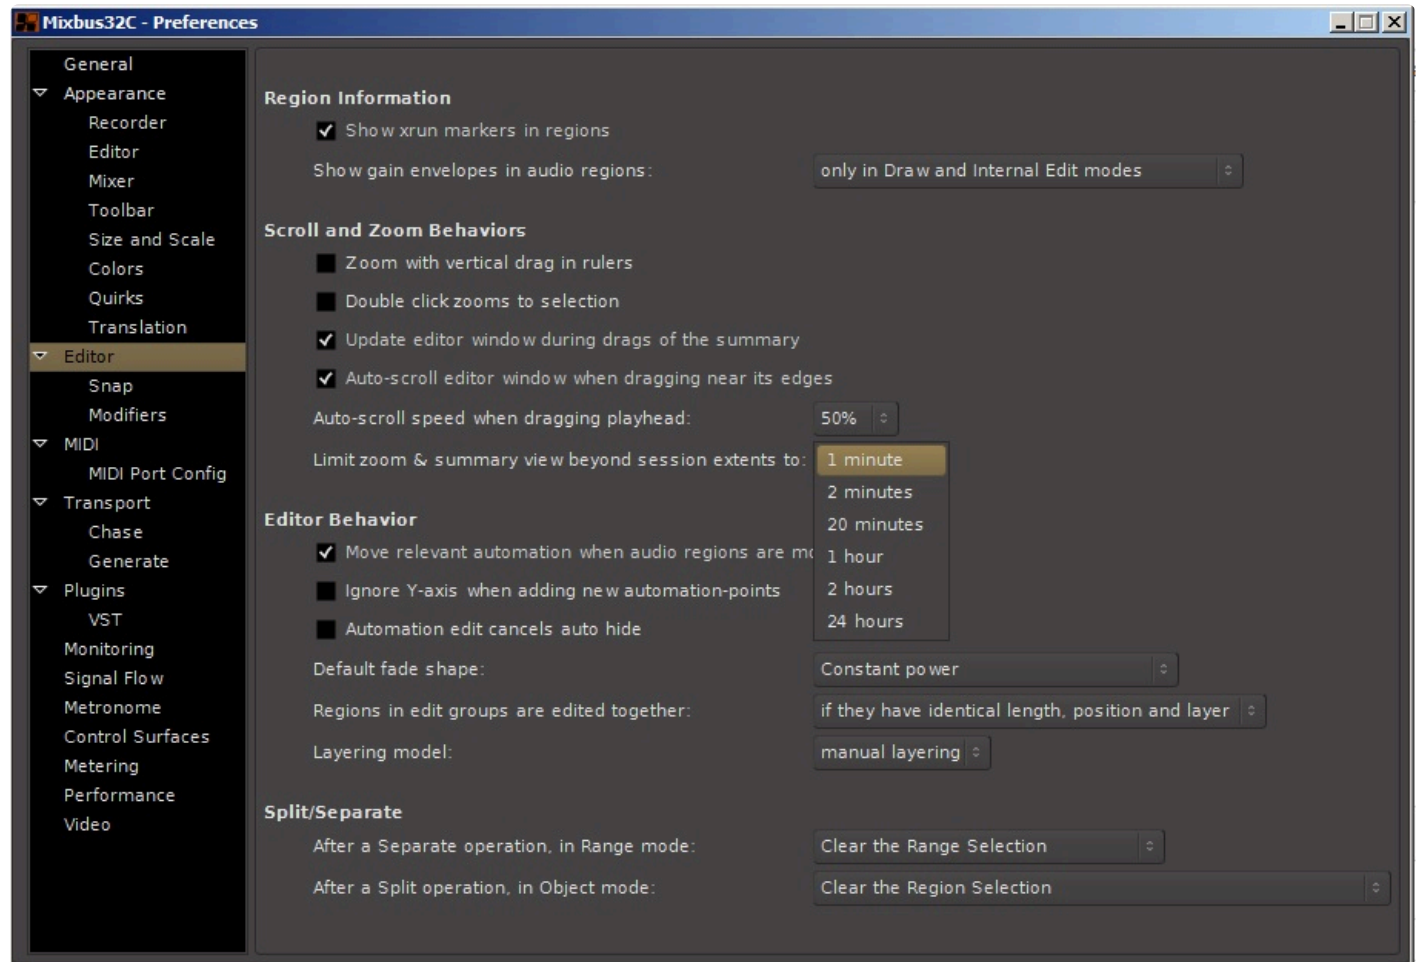 Mixbus32C - Preferences
General
Appearance
Recorder
Editor
Mixer
Toolbar
Size and Scale
Colors
Quirks
Translation
Editor
Snap
Modifiers
MIDI
MIDI Port Config
Transport
Chase
Generate
Plugins
VST
Monitoring
Signal Flow
Metronome
Control Surfaces
Metering
Performance
Video
Region Information
Show xrun markers in regions
Show gain envelopes in audio regions: only in Draw and Internal Edit modes
Scroll and Zoom Behaviors
Zoom with vertical drag in rulers
Double click zooms to selection
Update editor window during drags of the summary
Auto-scroll editor window when dragging near its edges
Auto-scroll speed when dragging playhead: 50%
Limit zoom & summary view beyond session extents to: 1 minute
2 minutes
20 minutes
1 hour
2 hours
24 hours
Editor Behavior
Move relevant automation when audio regions are mo
Ignore Y-axis when adding new automation-points
Automation edit cancels auto hide
Default fade shape: Constant power
Regions in edit groups are edited together: if they have identical length, position and layer
Layering model: manual layering
Split/Separate
After a Separate operation, in Range mode: Clear the Range Selection
After a Split operation, in Object mode: Clear the Region Selection